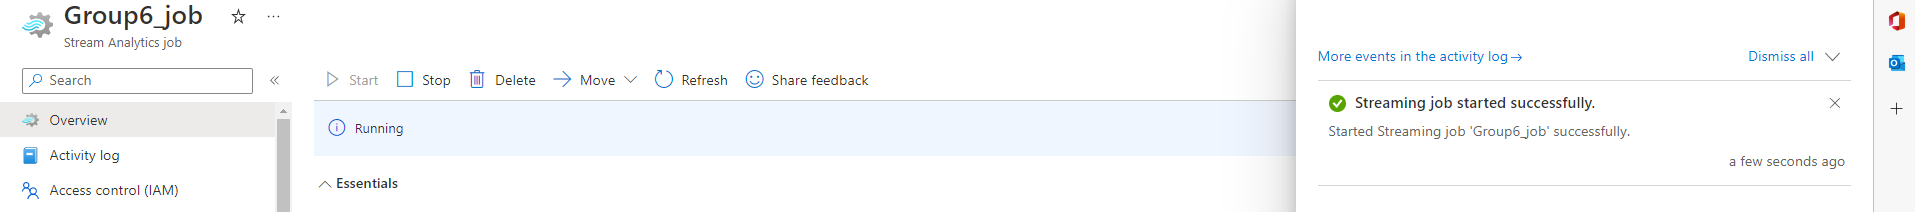 Group6_job
Stream Analytics job
Search
Overview
Activity log
Access control (IAM)
Start Stop Delete Move Refresh Share feedback
Running
Essentials
More events in the activity log → Dismiss all
Streaming job started successfully.
Started Streaming job 'Group6_job' successfully.
a few seconds ago